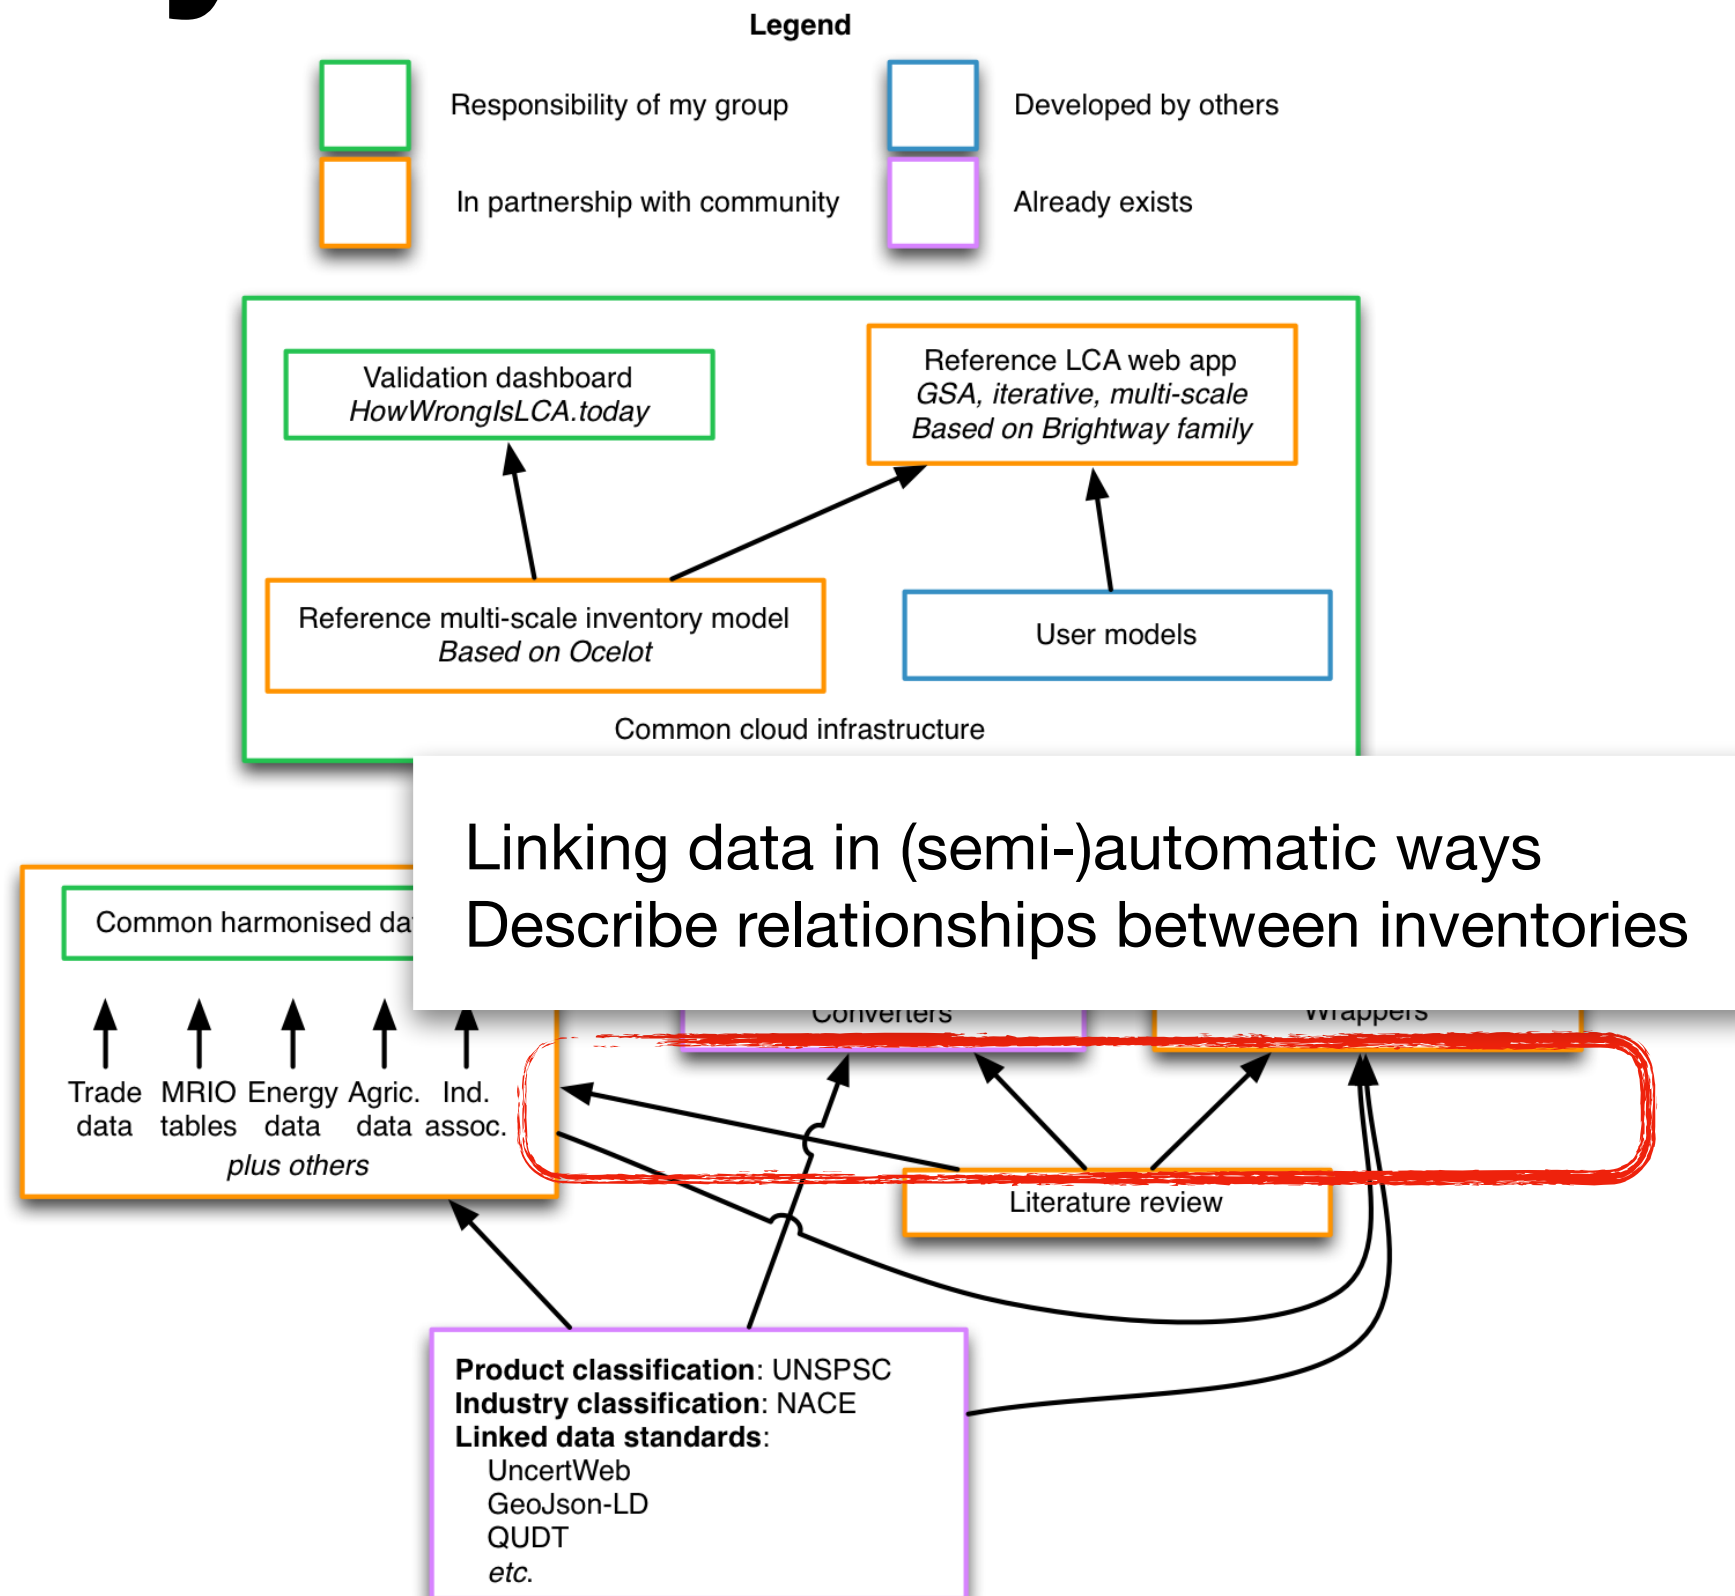 Legend
Responsibility of my group
Developed by others
In partnership with community
Already exists
Validation dashboard
HowWrongIsLCA.today
Reference LCA web app
GSA, iterative, multi-scale
Based on Brightway family
Reference multi-scale inventory model
Based on Ocelot
User models
Common cloud infrastructure
Linking data in (semi-)automatic ways
Describe relationships between inventories
Common harmonised
Converters
Wrappers
Trade data
MRIO tables
Energy data
Agric. data
Ind. assoc.
plus others
Literature review
Product classification: UNSPSC
Industry classification: NACE
Linked data standards:
UncertWeb
GeoJson-LD
QUDT
etc.